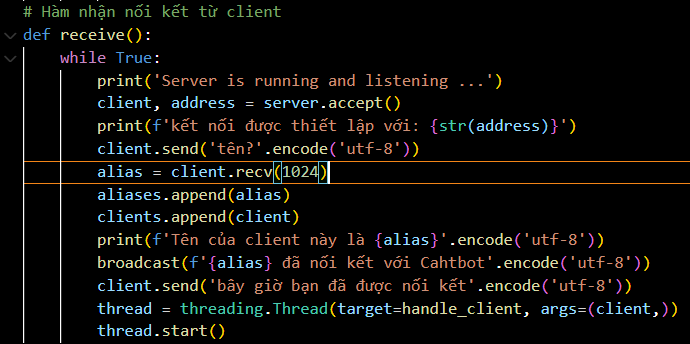 # Hàm nhận nối kết từ client
def receive():
    while True:
        print('Server is running and listening ...')
        client, address = server.accept()
        print(f'kết nối được thiết lập với: {str(address)}')
        client.send('tên?'.encode('utf-8'))
        alias = client.recv(1024)
        aliases.append(alias)
        clients.append(client)
        print(f'Tên của client này là {alias}'.encode('utf-8'))
        broadcast(f'{alias} đã nối kết với Cahtbot'.encode('utf-8'))
        client.send('bây giờ bạn đã được nối kết'.encode('utf-8'))
        thread = threading.Thread(target=handle_client, args=(client,))
        thread.start()